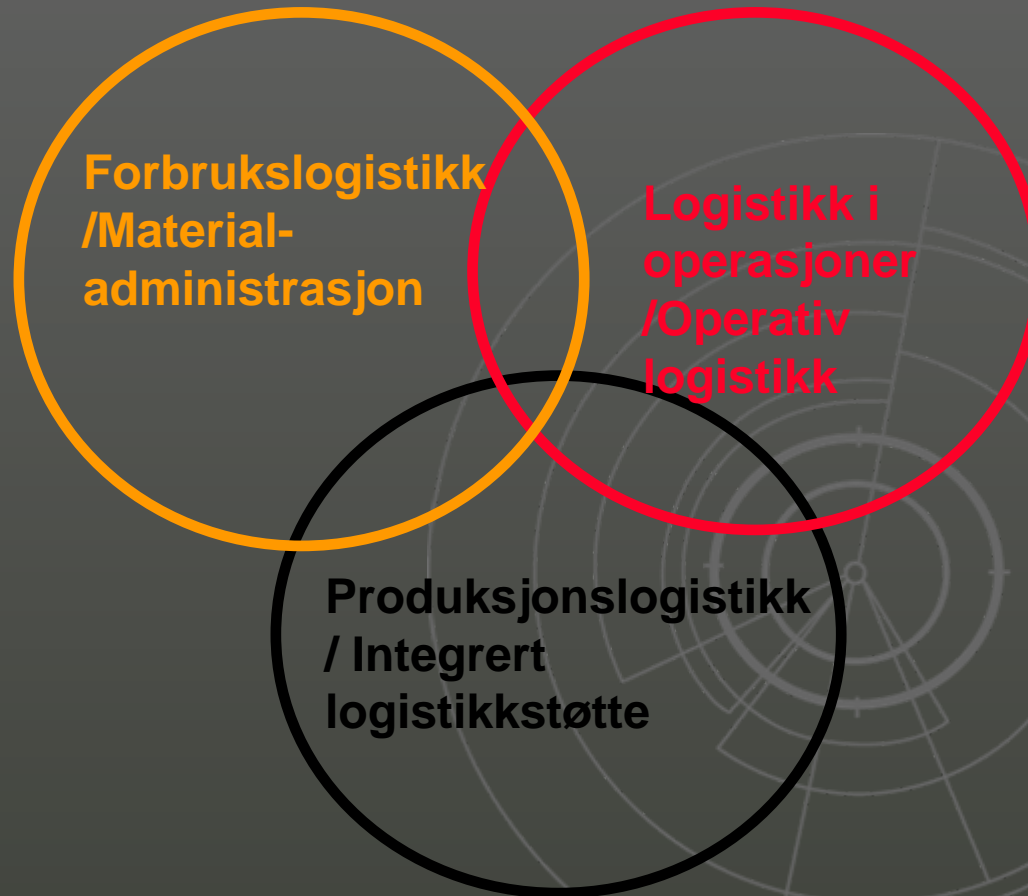 Forbrukslogistikk
/Material-
administrasjon
Logistikk i
operasjoner
/Operativ
logistikk
Produksjonslogistikk
/ Integrert
logistikkstøtte